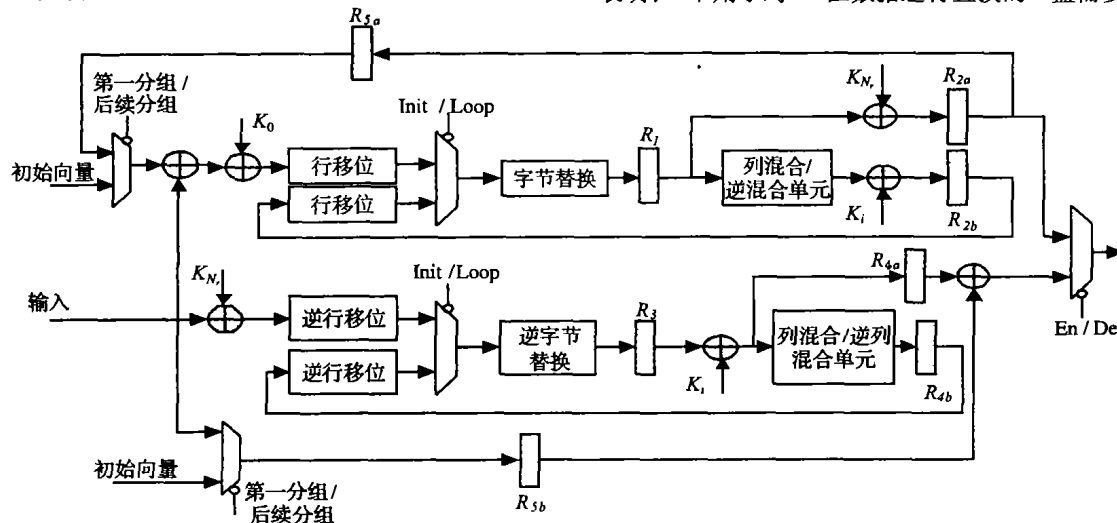 R5a
第一分组 /
后续分组
K0
Init / Loop
KNr
R2a
初始向量
行移位
行移位
字节替换
R1
列混合/
逆混合单元
Ki
R2b
KNr
Init / Loop
R4a
输入
逆行移位
逆行移位
逆字节
替换
R3
Ki
列混合/逆列
混合单元
R4b
En / De
初始向量
第一分组 /
后续分组
R5b